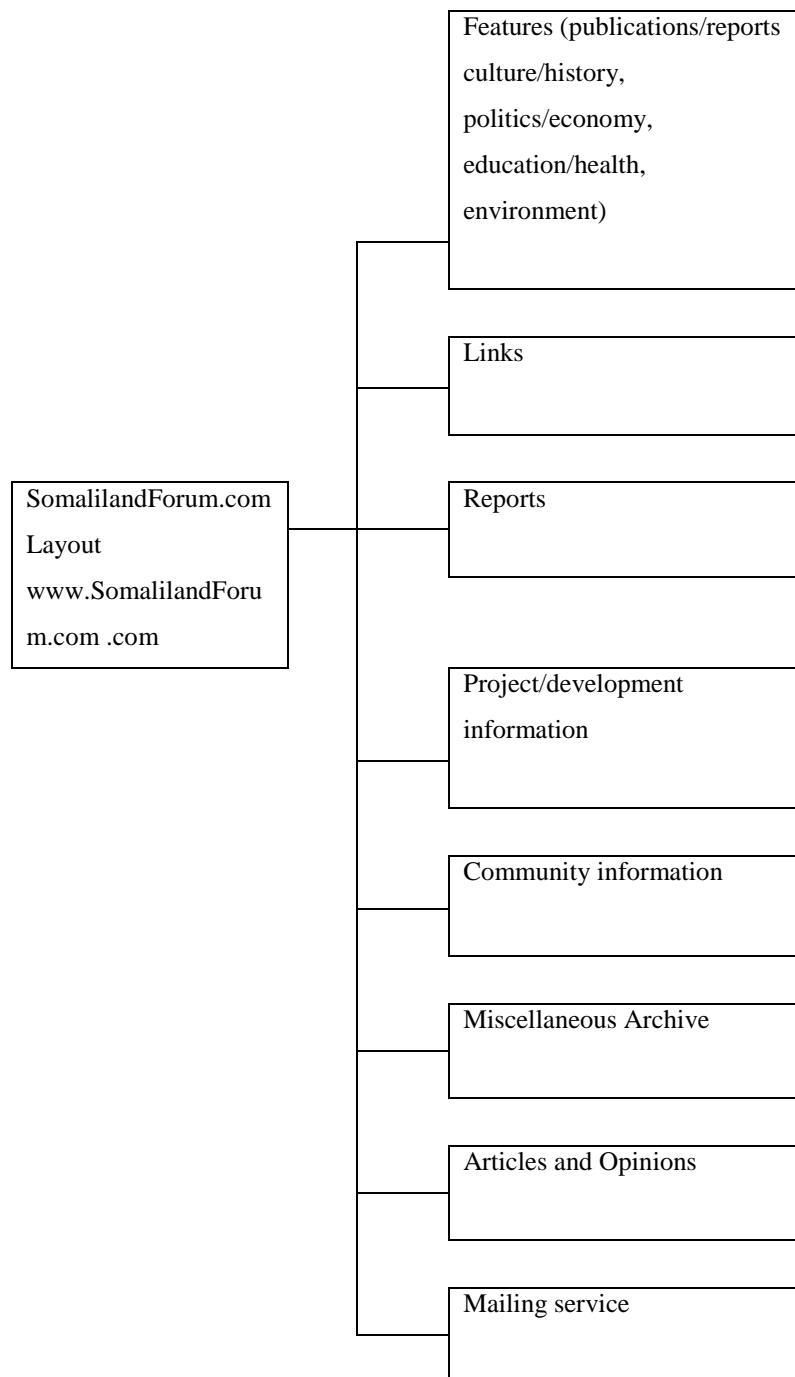 Features (publications/reports
culture/history,
politics/economy,
education/health,
environment)
Links
SomalilandForum.com
Layout
www.SomalilandForu
m.com .com
Reports
Project/development
information
Community information
Miscellaneous Archive
Articles and Opinions
Mailing service